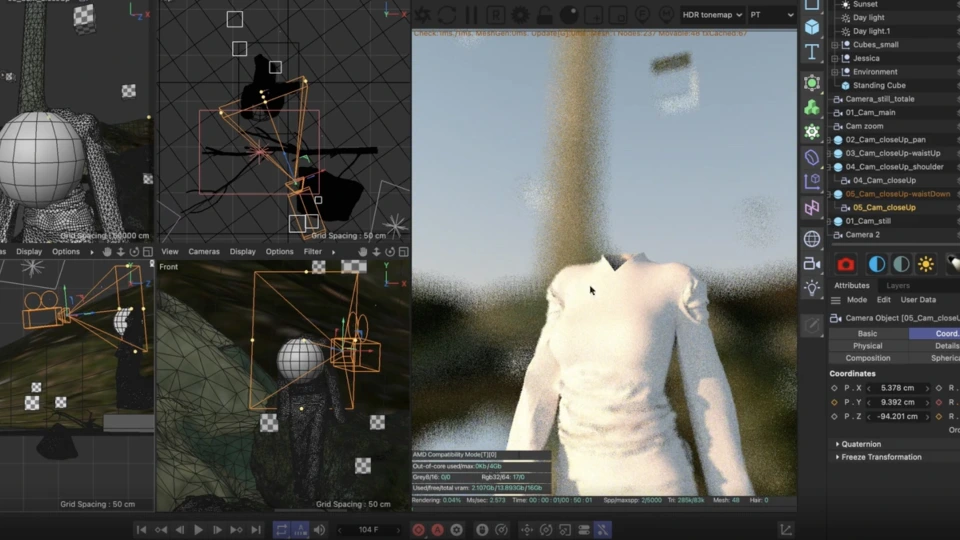 HDR tonemap
PT
Sunset
Day light
Day light.1
Cubes_small
Jessica
Environment
Standing Cube
Camera_still_totale
01_Cam_main
Cam zoom
02_Cam_closeUp_pan
03_Cam_closeUp-waistUp
04_Cam_closeUp_shoulder
04_Cam_closeUp
05_Cam_closeUp-waistDown
05_Cam_closeUp
01_Cam_still
Camera 2
Grid Spacing : 50 cm
Display Options
View Cameras Display Options Filter
Front
Attributes Layers
Mode Edit User Data
Camera Object [05_Cam_closeU
Basic Coord.
Physical Details
Composition Spheric
Coordinates
P . X 5.378 cm R .
P . Y 9.392 cm R .
P . Z -94.201 cm R .
Quaternion
Freeze Transformation
AMD Compatibility Mode[T][0]
Out-of-core used/max:0Kb/4Gb
Grey8/16: 0/0 Rgb32/64: 17/0
Used/free/total vram: 2.107Gb/13.893Gb/16Gb
Rendering: 0.04% Ms/sec: 2.573 Time: 00 : 00 : 01/00 : 50 : 01 Spp/maxspp: 2/5000 Tri: 285k/83k Mesh: 48 Hair: 0
Grid Spacing : 50 cm
Grid Spacing : 50 cm
104 F